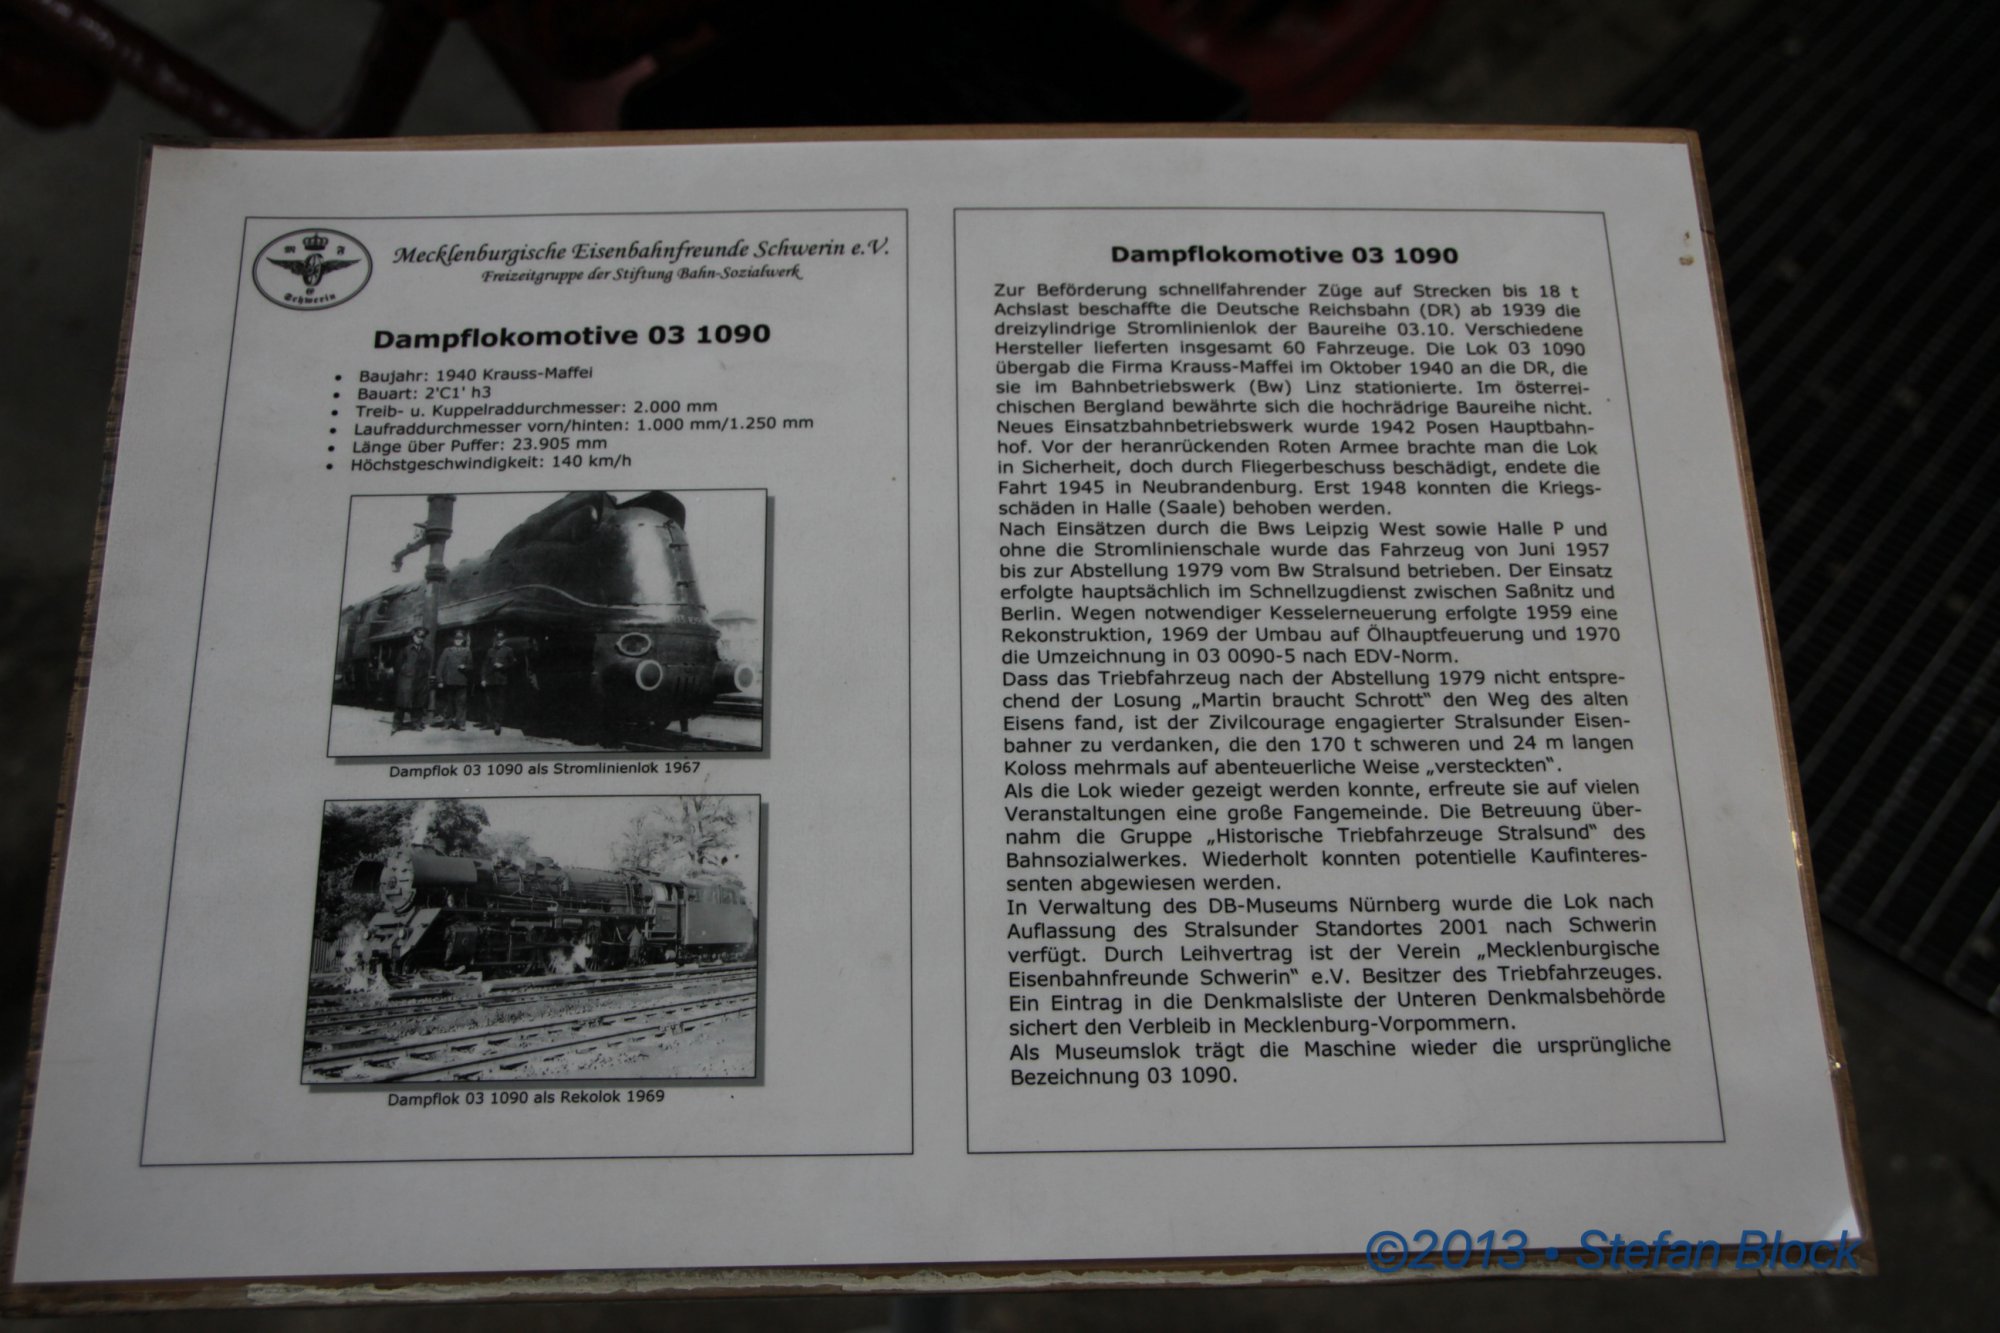 M A
Schwerin
Mecklenburgische Eisenbahnfreunde Schwerin e.V.
Freizeitgruppe der Stiftung Bahn-Sozialwerk
Dampflokomotive 03 1090
• Baujahr: 1940 Krauss-Maffei
• Bauart: 2'C1' h3
• Treib- u. Kuppelraddurchmesser: 2.000 mm
• Laufraddurchmesser vorn/hinten: 1.000 mm/1.250 mm
• Länge über Puffer: 23.905 mm
• Höchstgeschwindigkeit: 140 km/h
Dampflok 03 1090 als Stromlinienlok 1967
Dampflok 03 1090 als Rekolok 1969
Dampflokomotive 03 1090
Zur Beförderung schnellfahrender Züge auf Strecken bis 18 t
Achslast beschaffte die Deutsche Reichsbahn (DR) ab 1939 die
dreizylindrige Stromlinienlok der Baureihe 03.10. Verschiedene
Hersteller lieferten insgesamt 60 Fahrzeuge. Die Lok 03 1090
übergab die Firma Krauss-Maffei im Oktober 1940 an die DR, die
sie im Bahnbetriebswerk (Bw) Linz stationierte. Im österrei-
chischen Bergland bewährte sich die hochrädrige Baureihe nicht.
Neues Einsatzbahnbetriebswerk wurde 1942 Posen Hauptbahn-
hof. Vor der heranrückenden Roten Armee brachte man die Lok
in Sicherheit, doch durch Fliegerbeschuss beschädigt, endete die
Fahrt 1945 in Neubrandenburg. Erst 1948 konnten die Kriegs-
schäden in Halle (Saale) behoben werden.
Nach Einsätzen durch die Bws Leipzig West sowie Halle P und
ohne die Stromlinienschale wurde das Fahrzeug von Juni 1957
bis zur Abstellung 1979 vom Bw Stralsund betrieben. Der Einsatz
erfolgte hauptsächlich im Schnellzugdienst zwischen Saßnitz und
Berlin. Wegen notwendiger Kesselerneuerung erfolgte 1959 eine
Rekonstruktion, 1969 der Umbau auf Ölhauptfeuerung und 1970
die Umzeichnung in 03 0090-5 nach EDV-Norm.
Dass das Triebfahrzeug nach der Abstellung 1979 nicht entspre-
chend der Losung „Martin braucht Schrott“ den Weg des alten
Eisens fand, ist der Zivilcourage engagierter Stralsunder Eisen-
bahner zu verdanken, die den 170 t schweren und 24 m langen
Koloss mehrmals auf abenteuerliche Weise „versteckten“.
Als die Lok wieder gezeigt werden konnte, erfreute sie auf vielen
Veranstaltungen eine große Fangemeinde. Die Betreuung über-
nahm die Gruppe „Historische Triebfahrzeuge Stralsund“ des
Bahnsozialwerkes. Wiederholt konnten potentielle Kaufinteres-
senten abgewiesen werden.
In Verwaltung des DB-Museums Nürnberg wurde die Lok nach
Auflassung des Stralsunder Standortes 2001 nach Schwerin
verfügt. Durch Leihvertrag ist der Verein „Mecklenburgische
Eisenbahnfreunde Schwerin“ e.V. Besitzer des Triebfahrzeuges.
Ein Eintrag in die Denkmalsliste der Unteren Denkmalsbehörde
sichert den Verbleib in Mecklenburg-Vorpommern.
Als Museumslok trägt die Maschine wieder die ursprüngliche
Bezeichnung 03 1090.
©2013 • Stefan Block